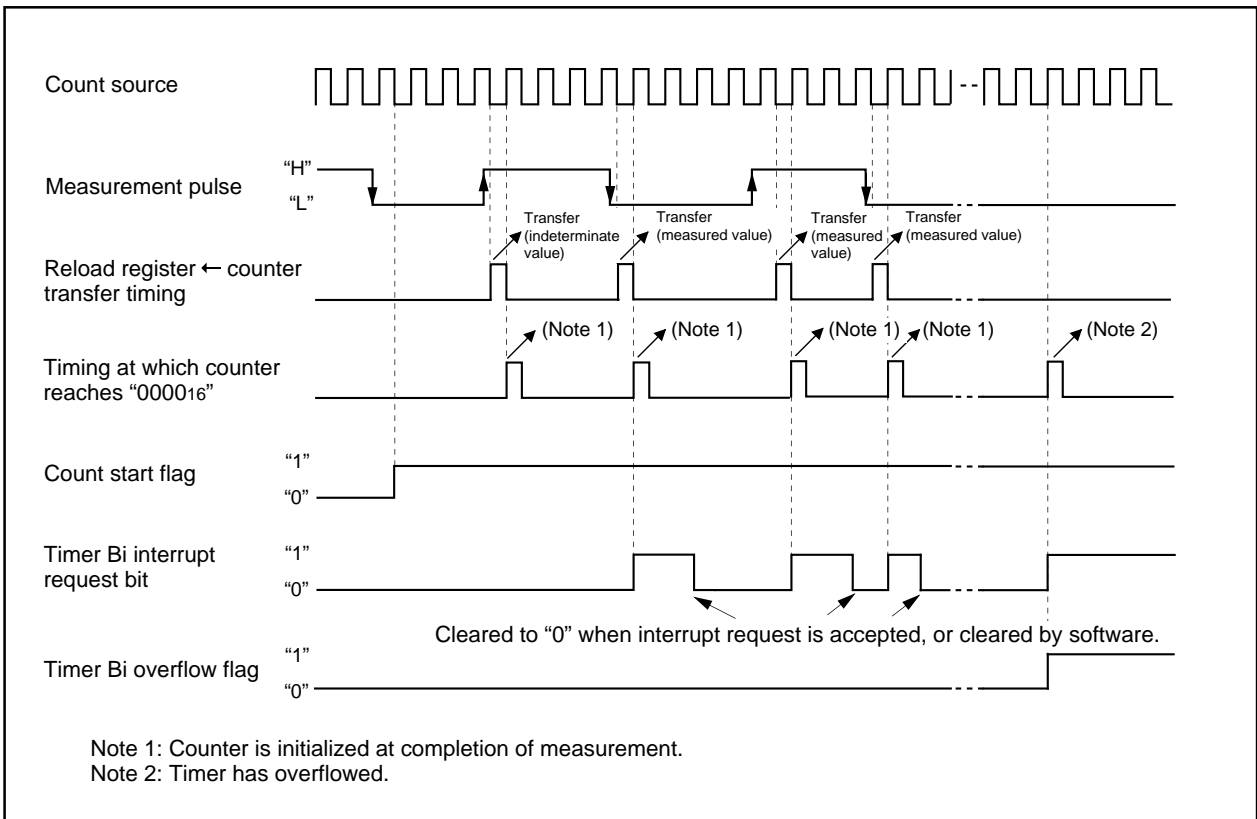 Count source
Measurement pulse
“H”
“L”
Transfer
(indeterminate
value)
Transfer
(measured value)
Transfer
(measured
value)
Transfer
(measured value)
Reload register ← counter
transfer timing
(Note 1)
(Note 1)
(Note 1)
(Note 1)
(Note 2)
Timing at which counter
reaches “000016”
Count start flag
“1”
“0”
Timer Bi interrupt
request bit
“1”
“0”
Cleared to “0” when interrupt request is accepted, or cleared by software.
Timer Bi overflow flag
“1”
“0”
Note 1: Counter is initialized at completion of measurement.
Note 2: Timer has overflowed.